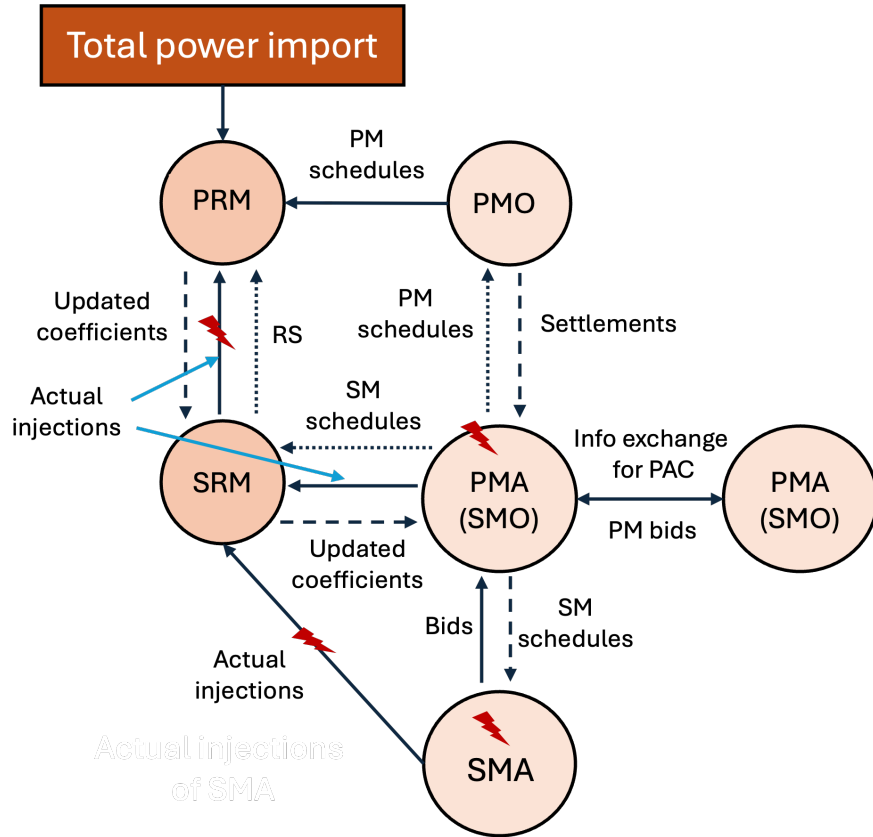 Total power import
PM
schedules
PRM
PMO
Updated
coefficients
RS
PM
schedules
Settlements
Actual
injections
SM
schedules
Info exchange
for PAC
SRM
PMA
(SMO)
PMA
(SMO)
PM bids
Updated
coefficients
Bids
SM
schedules
Actual
injections
Actual injections
of SMA
SMA